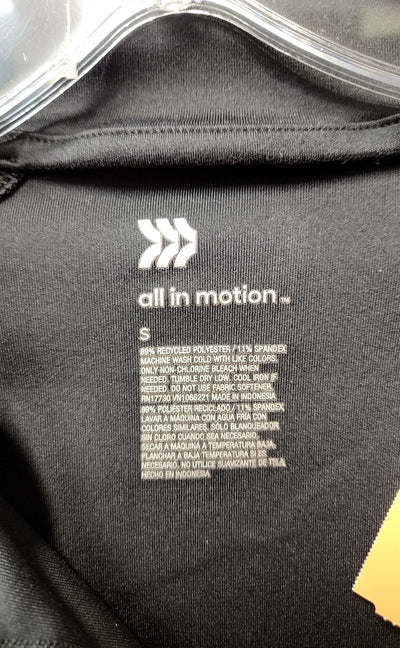 all in motion™
S
89% RECYCLED POLYESTER / 11% SPANDEX
MACHINE WASH COLD WITH LIKE COLORS.
ONLY NON-CHLORINE BLEACH WHEN
NEEDED. TUMBLE DRY LOW. COOL IRON IF
NEEDED. DO NOT USE FABRIC SOFTENER.
RN17730 VN1066221 MADE IN INDONESIA
89% POLIÉSTER RECICLADO / 11% SPANDEX
LAVAR A MÁQUINA CON AGUA FRÍA CON
COLORES SIMILARES. SÓLO BLANQUEADOR
SIN CLORO CUANDO SEA NECESARIO.
SECAR A MÁQUINA A TEMPERATURA BAJA.
PLANCHAR A BAJA TEMPERATURA SI ES
NECESARIO. NO UTILICE SUAVIZANTE DE TELA
HECHO EN INDONESIA